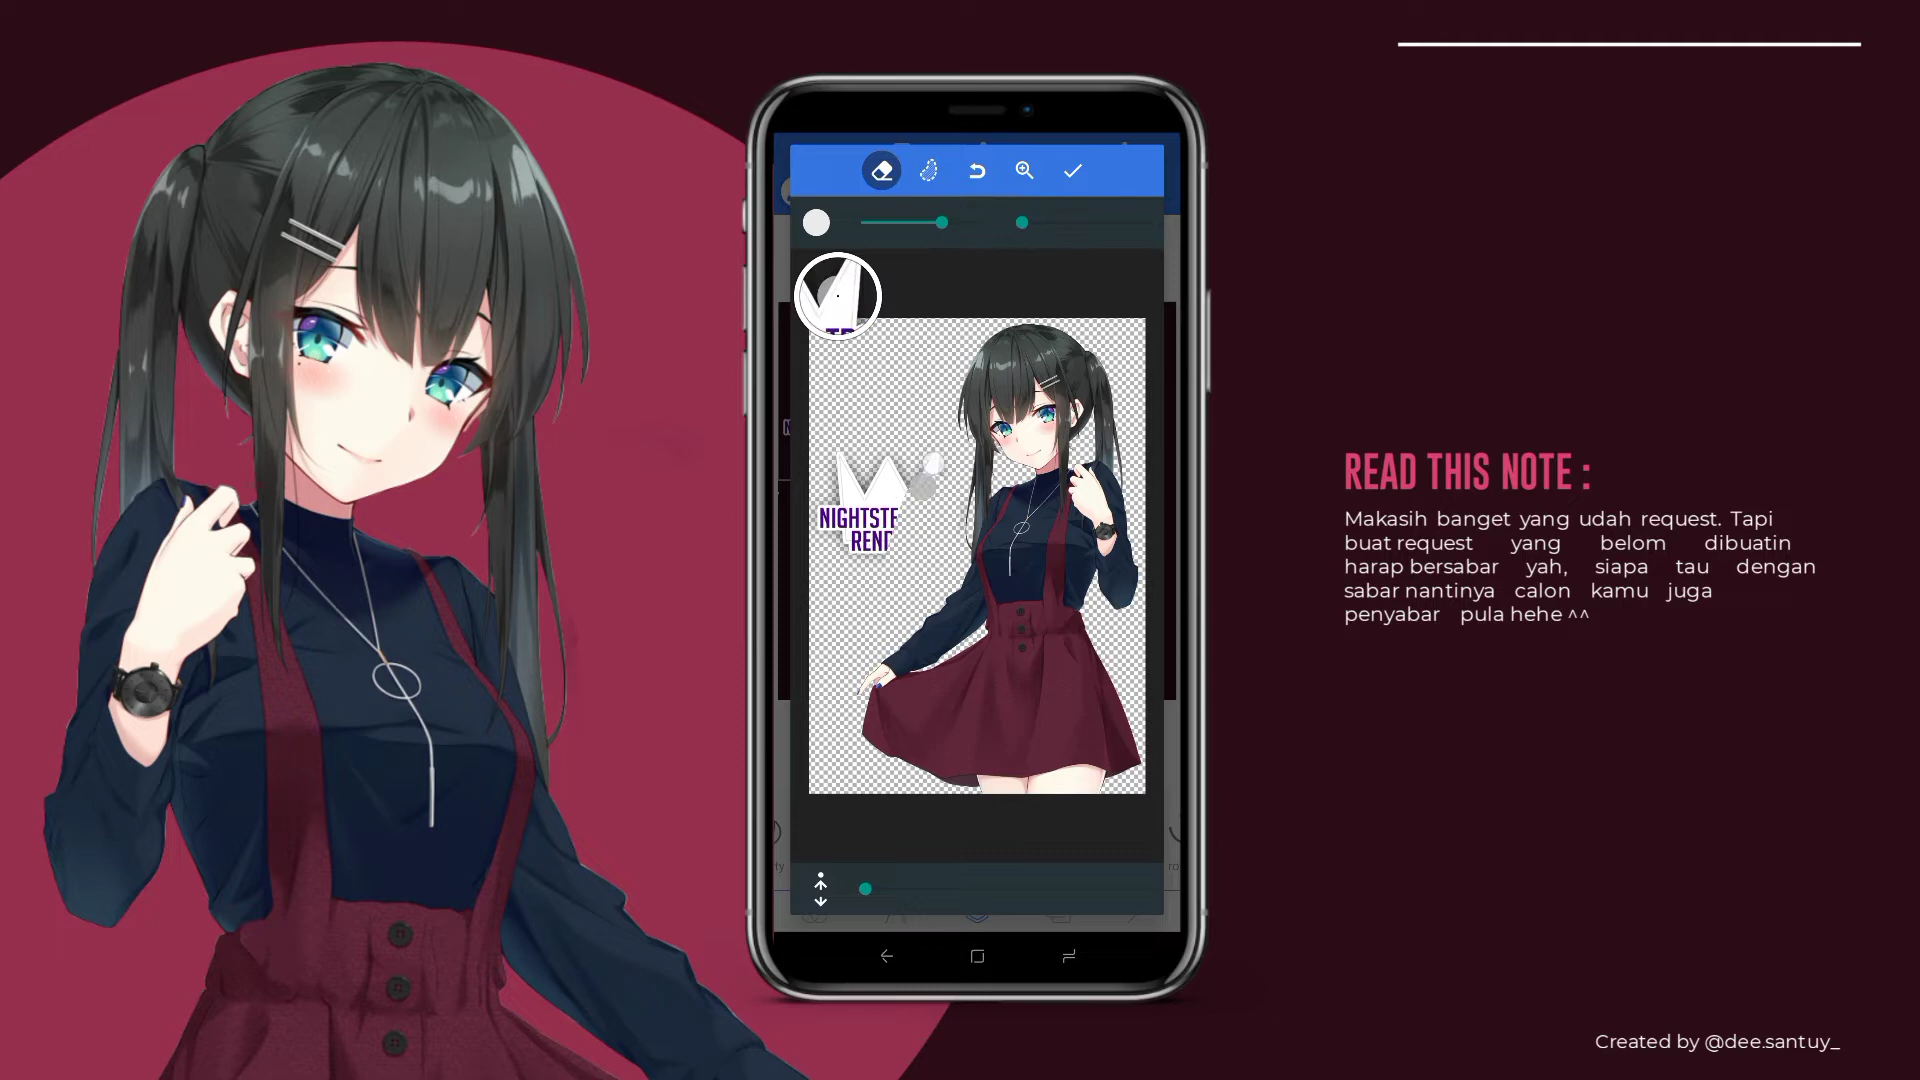 NIGHTSTE
REND
READ THIS NOTE :
Makasih banget yang udah request. Tapi
buat request yang belom dibuatin
harap bersabar yah, siapa tau dengan
sabar nantinya calon kamu juga
penyabar pula hehe ^^
Created by @dee.santuy_